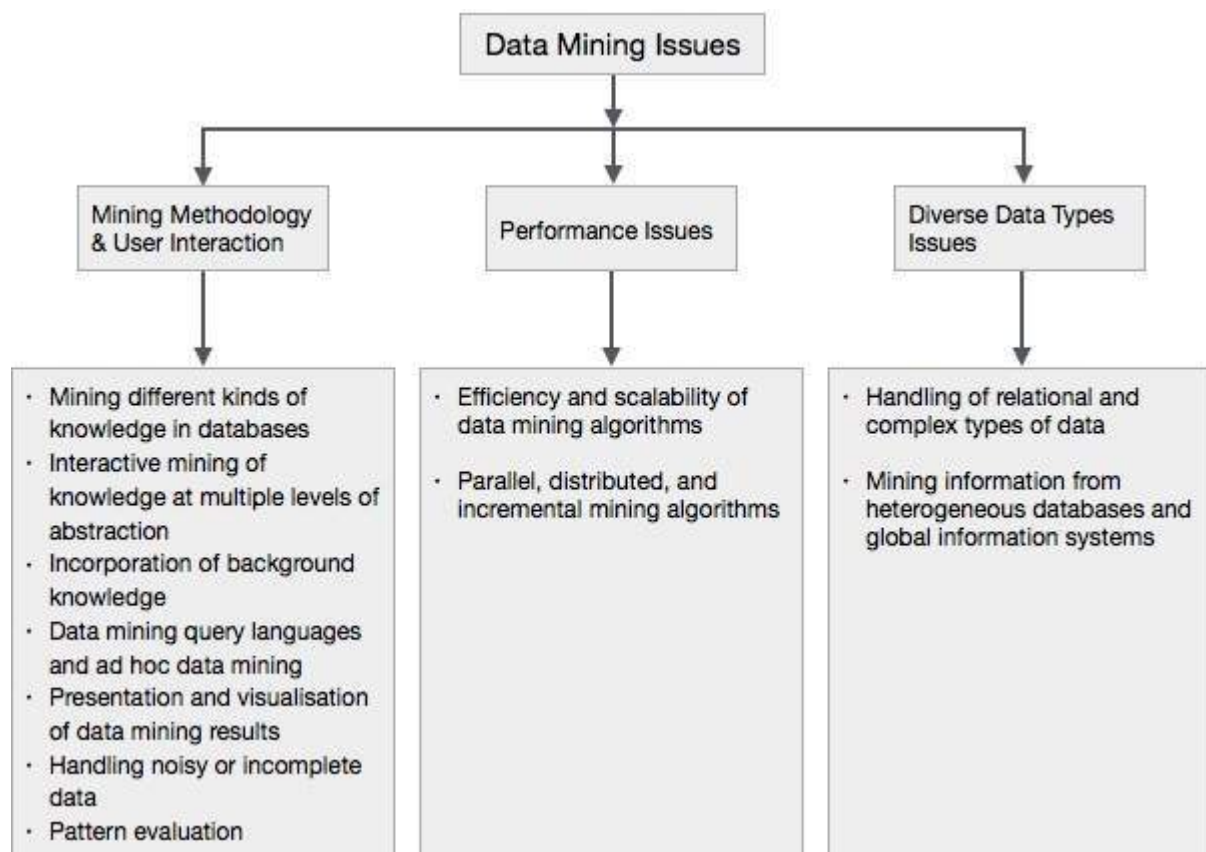 Data Mining Issues
Mining Methodology
& User Interaction
Performance Issues
Diverse Data Types
Issues
· Mining different kinds of
knowledge in databases
· Interactive mining of
knowledge at multiple levels of
abstraction
· Incorporation of background
knowledge
· Data mining query languages
and ad hoc data mining
· Presentation and visualisation
of data mining results
· Handling noisy or incomplete
data
· Pattern evaluation
· Efficiency and scalability of
data mining algorithms
· Parallel, distributed, and
incremental mining algorithms
· Handling of relational and
complex types of data
· Mining information from
heterogeneous databases and
global information systems